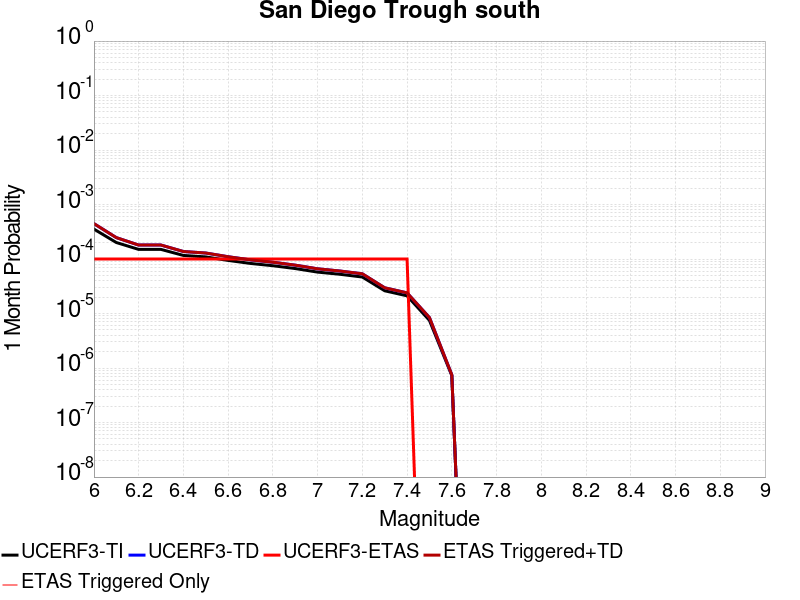 San Diego Trough south
10^0
10^-1
10^-2
10^-3
10^-4
10^-5
10^-6
10^-7
10^-8
1 Month Probability
6 6.2 6.4 6.6 6.8 7 7.2 7.4 7.6 7.8 8 8.2 8.4 8.6 8.8 9
Magnitude
UCERF3-TI UCERF3-TD UCERF3-ETAS ETAS Triggered+TD
ETAS Triggered Only